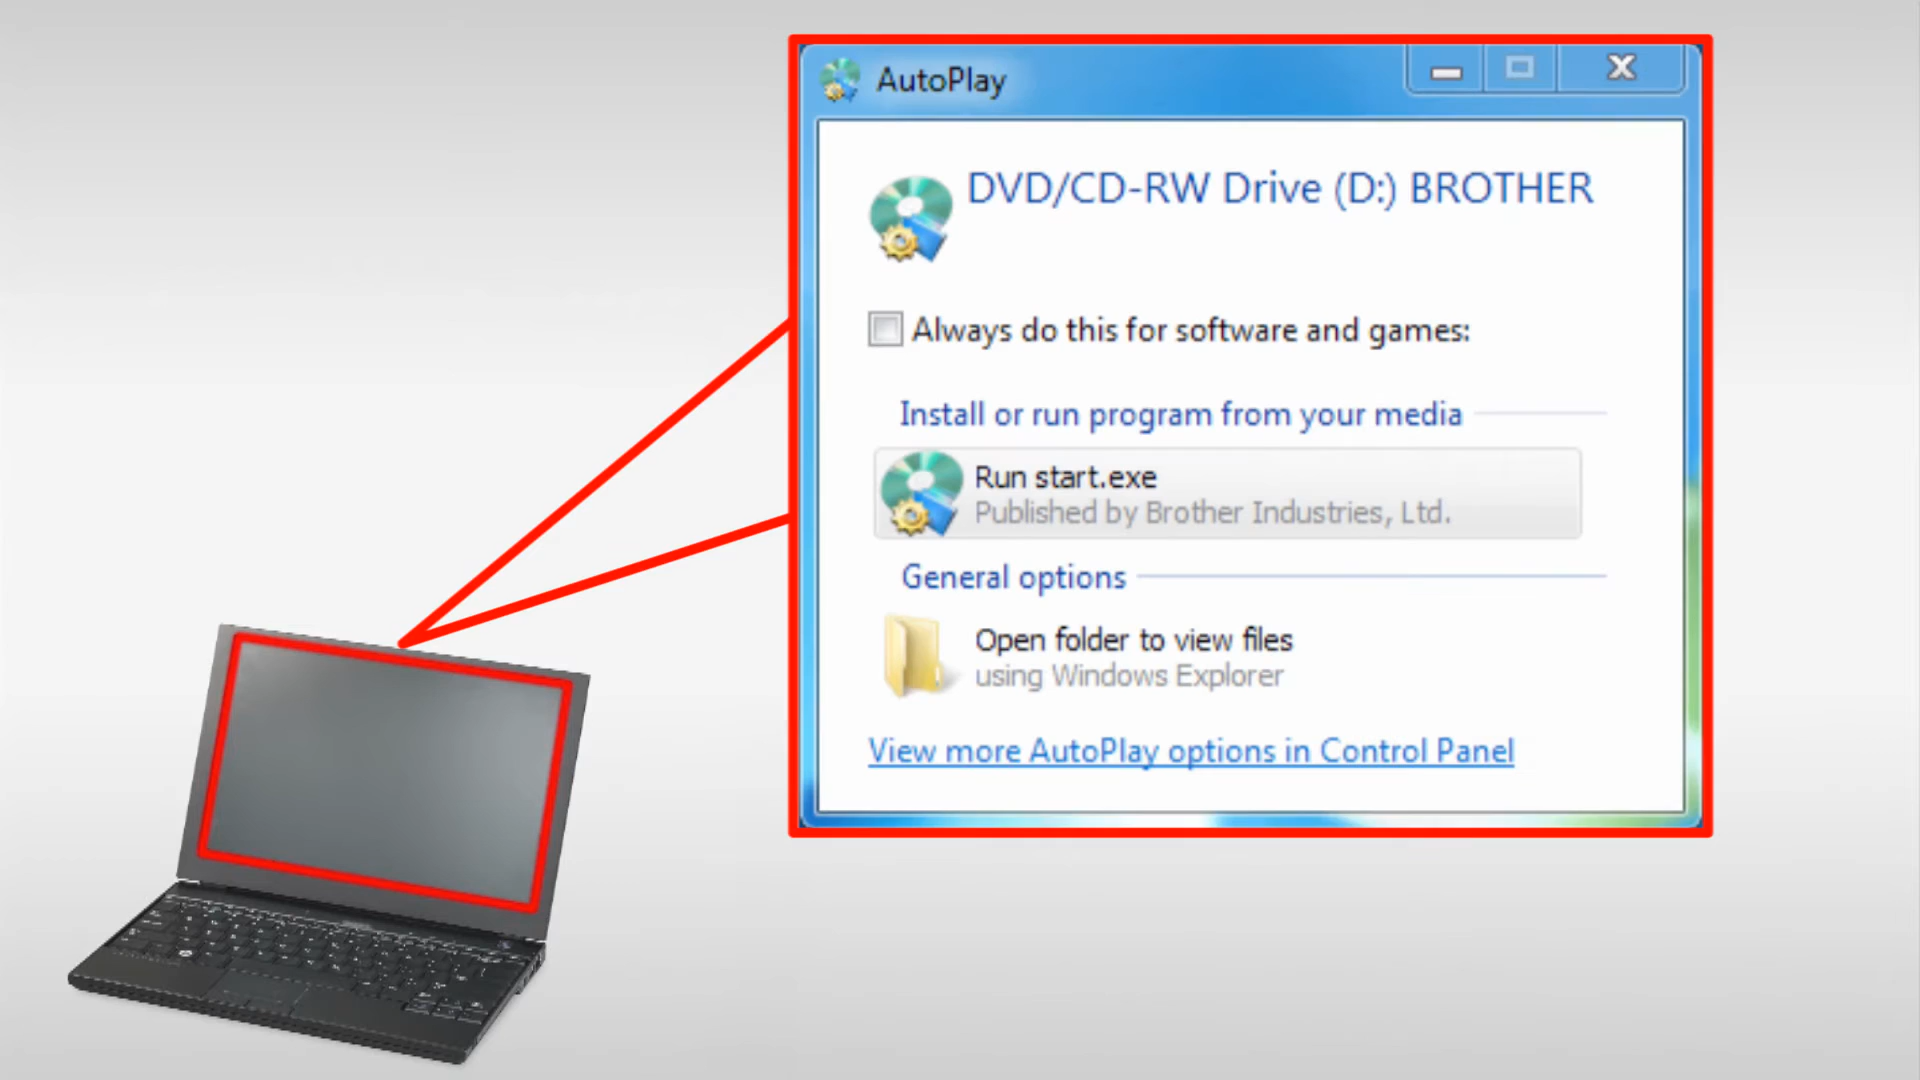 AutoPlay
DVD/CD-RW Drive (D:) BROTHER
Always do this for software and games:
Install or run program from your media
Run start.exe
Published by Brother Industries, Ltd.
General options
Open folder to view files
using Windows Explorer
View more AutoPlay options in Control Panel